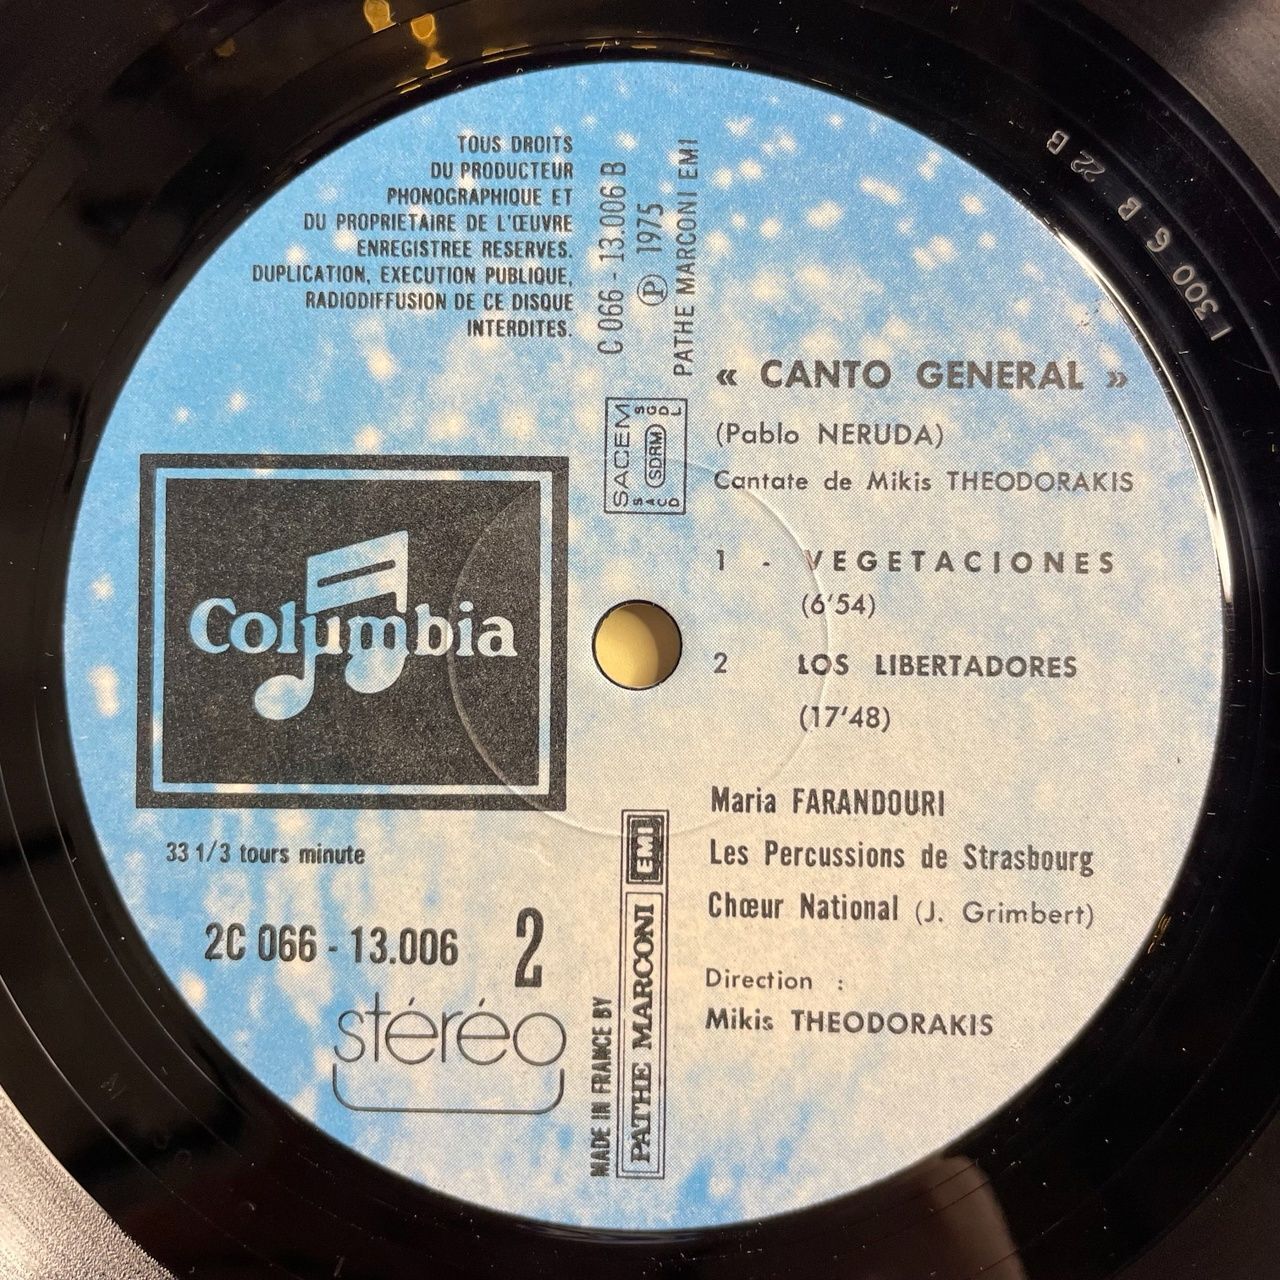 TOUS DROITS
DU PRODUCTEUR
PHONOGRAPHIQUE ET
DU PROPRIETAIRE DE L'ŒUVRE
ENREGISTREE RESERVES.
DUPLICATION, EXECUTION PUBLIQUE,
RADIODIFFUSION DE CE DISQUE
INTERDITES.
C 066 - 13.006 B
Ⓟ 1975
PATHE MARCONI EMI
SACEM
SDRM
SACD
SGDL
« CANTO GENERAL »
(Pablo NERUDA)
Cantate de Mikis THEODORAKIS
1 - VEGETACIONES
(6'54)
2 LOS LIBERTADORES
(17'48)
Maria FARANDOURI
Les Percussions de Strasbourg
Chœur National (J. Grimbert)
Direction :
Mikis THEODORAKIS
Columbia
33 1/3 tours minute
2C 066 - 13.006 2
stéréo
MADE IN FRANCE BY
PATHE MARCONI EMI